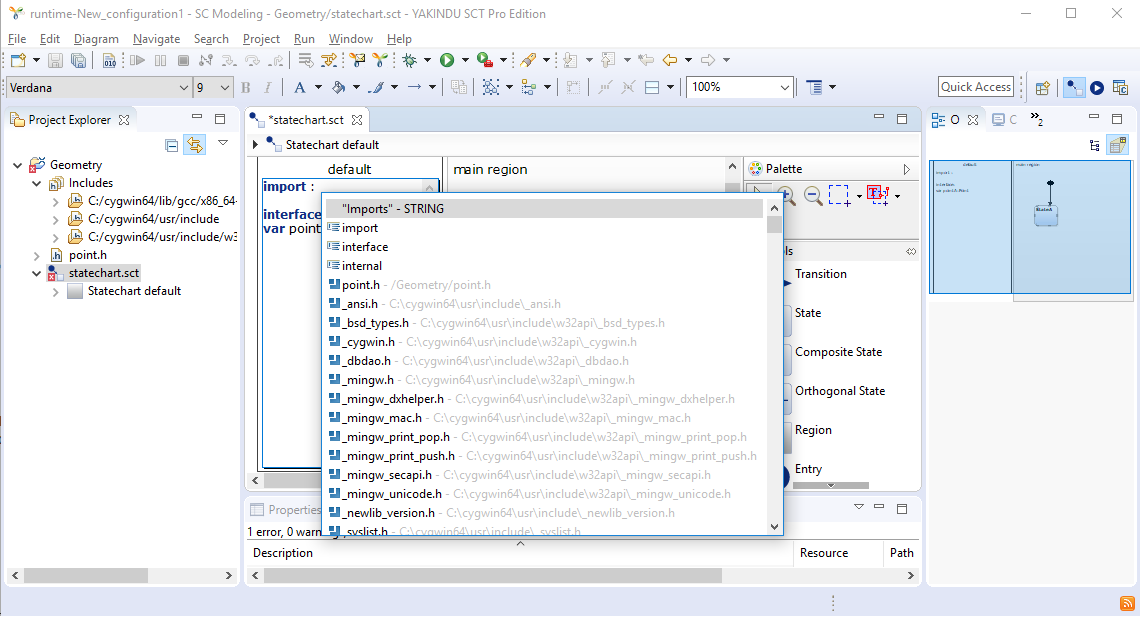 runtime-New_configuration1 - SC Modeling - Geometry/statechart.sct - YAKINDU SCT Pro Edition
File Edit Diagram Navigate Search Project Run Window Help
Verdana 9 B I A 100% Quick Access
Project Explorer
Geometry
Includes
C:/cygwin64/lib/gcc/x86_64-
C:/cygwin64/usr/include
C:/cygwin64/usr/include/w3
point.h
statechart.sct
Statechart default
*statechart.sct
Statechart default
default
import :
interface
var point
main region
"Imports" - STRING
import
interface
internal
point.h - /Geometry/point.h
_ansi.h - C:\cygwin64\usr\include\_ansi.h
_bsd_types.h - C:\cygwin64\usr\include\w32api\_bsd_types.h
_cygwin.h - C:\cygwin64\usr\include\w32api\_cygwin.h
_dbdao.h - C:\cygwin64\usr\include\w32api\_dbdao.h
_mingw.h - C:\cygwin64\usr\include\w32api\_mingw.h
_mingw_dxhelper.h - C:\cygwin64\usr\include\w32api\_mingw_dxhelper.h
_mingw_mac.h - C:\cygwin64\usr\include\w32api\_mingw_mac.h
_mingw_print_pop.h - C:\cygwin64\usr\include\w32api\_mingw_print_pop.h
_mingw_print_push.h - C:\cygwin64\usr\include\w32api\_mingw_print_push.h
_mingw_secapi.h - C:\cygwin64\usr\include\w32api\_mingw_secapi.h
_mingw_unicode.h - C:\cygwin64\usr\include\w32api\_mingw_unicode.h
_newlib_version.h - C:\cygwin64\usr\include\_newlib_version.h
_syslist.h - C:\cygwin64\usr\include\_syslist.h
Palette
ls
Transition
State
Composite State
Orthogonal State
Region
Entry
Properties
1 error, 0 warn
Description Resource Path
O C 2
default
main region
import :
interface: